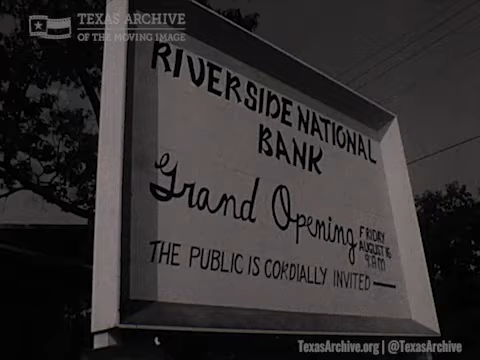 TEXAS ARCHIVE
OF THE MOVING IMAGE
RIVERSIDE NATIONAL
BANK
Grand Opening
FRIDAY
AUGUST 16
9 A.M
THE PUBLIC IS CORDIALLY INVITED
TexasArchive.org | @TexasArchive